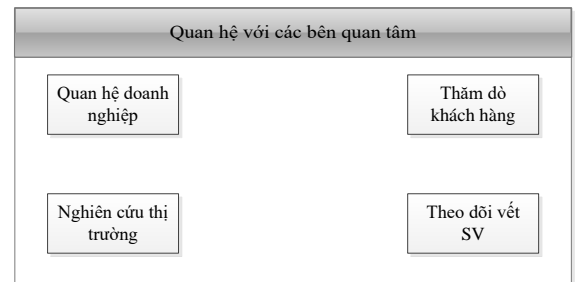 Quan hệ với các bên quan tâm
Quan hệ doanh
nghiệp
Thăm dò
khách hàng
Nghiên cứu thị
trường
Theo dõi vết
SV